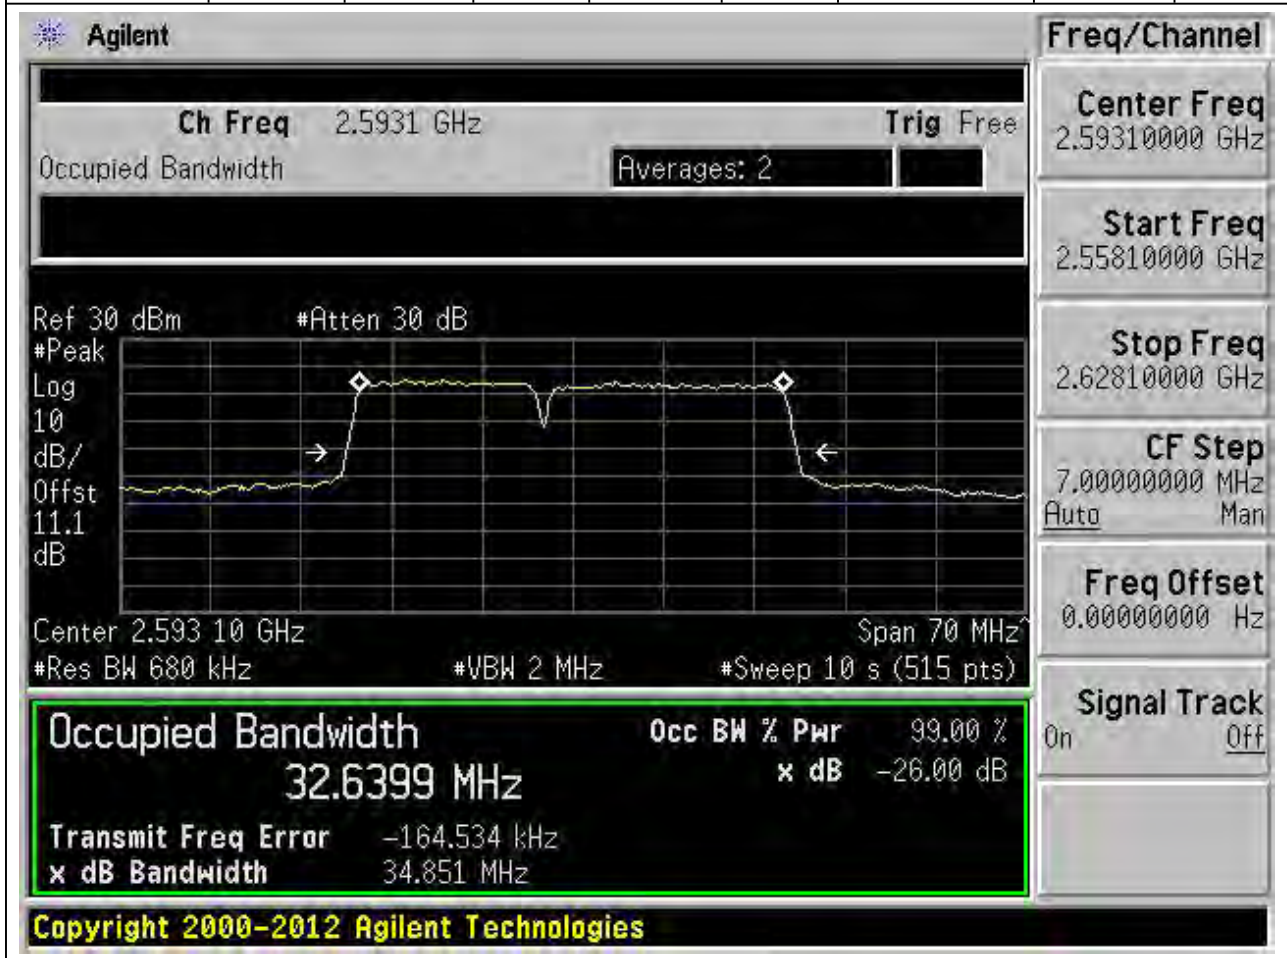 Agilent
Freq/Channel
Ch Freq 2.5931 GHz Trig Free
Occupied Bandwidth Averages: 2
Center Freq
2.59310000 GHz
Start Freq
2.55810000 GHz
Stop Freq
2.62810000 GHz
CF Step
7.00000000 MHz
Auto Man
Freq Offset
0.00000000 Hz
Signal Track
On Off
Ref 30 dBm #Atten 30 dB
#Peak
Log
10
dB/
Offst
11.1
dB
Center 2.593 10 GHz Span 70 MHz^
#Res BW 680 kHz #VBW 2 MHz #Sweep 10 s (515 pts)
Occupied Bandwidth Occ BW % Pwr 99.00 %
32.6399 MHz x dB -26.00 dB
Transmit Freq Error -164.534 kHz
x dB Bandwidth 34.851 MHz
Copyright 2000-2012 Agilent Technologies